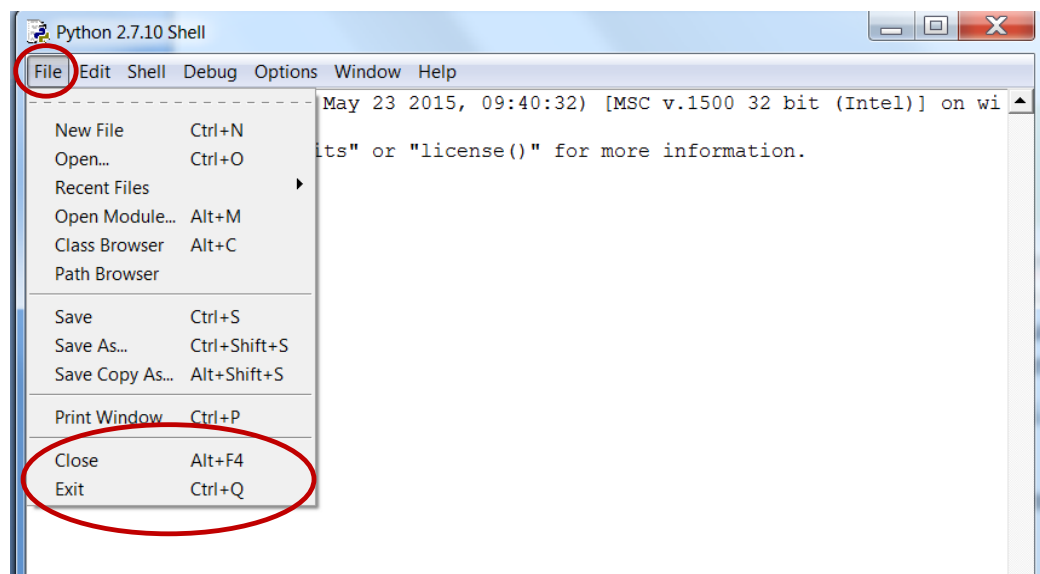 Python 2.7.10 Shell
File Edit Shell Debug Options Window Help
May 23 2015, 09:40:32) [MSC v.1500 32 bit (Intel)] on wi
New File Ctrl+N
its" or "license()" for more information.
Open... Ctrl+O
Recent Files
Open Module... Alt+M
Class Browser Alt+C
Path Browser
Save Ctrl+S
Save As... Ctrl+Shift+S
Save Copy As... Alt+Shift+S
Print Window Ctrl+P
Close Alt+F4
Exit Ctrl+Q